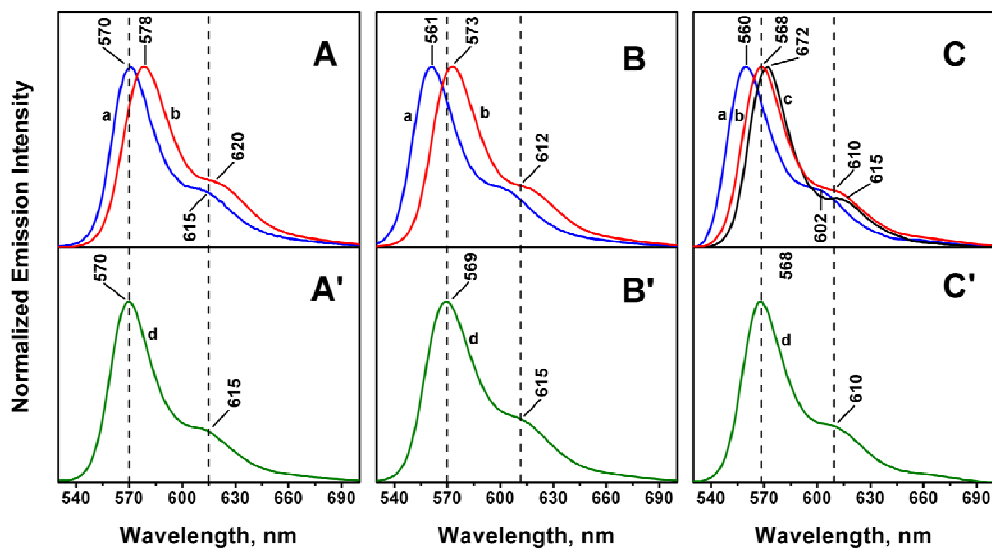 570
578
A
a
b
620
615
561
573
B
a
b
612
560
568
672
C
a
b
c
610
615
602
Normalized Emission Intensity
570
A'
d
615
569
B'
d
615
568
C'
d
610
540 570 600 630 660 690
540 570 600 630 660 690
540 570 600 630 660 690
Wavelength, nm
Wavelength, nm
Wavelength, nm